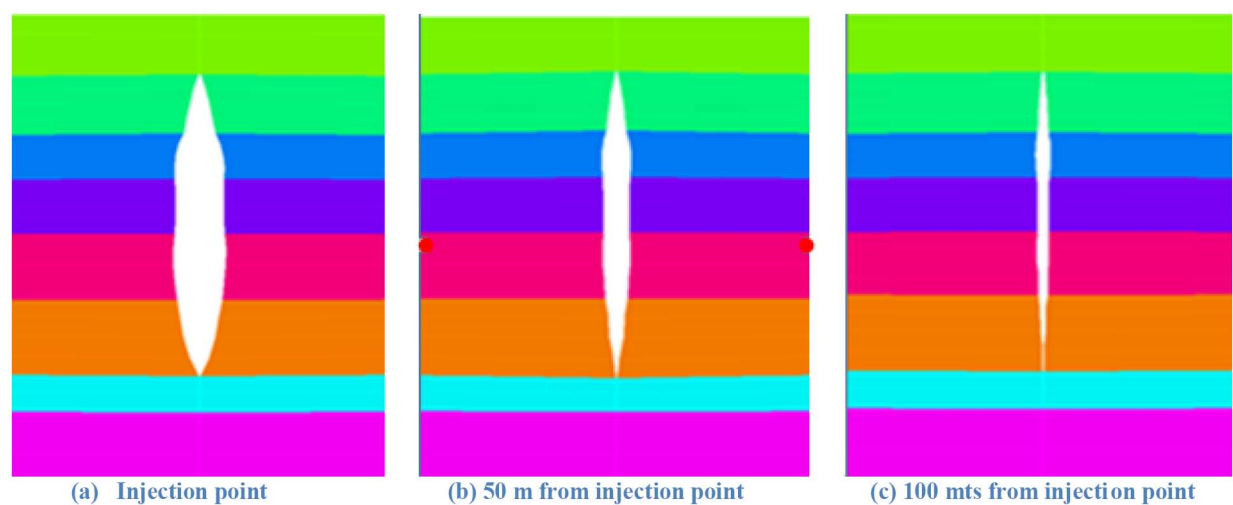 (a) Injection point
(b) 50 m from injection point
(c) 100 mts from injection point